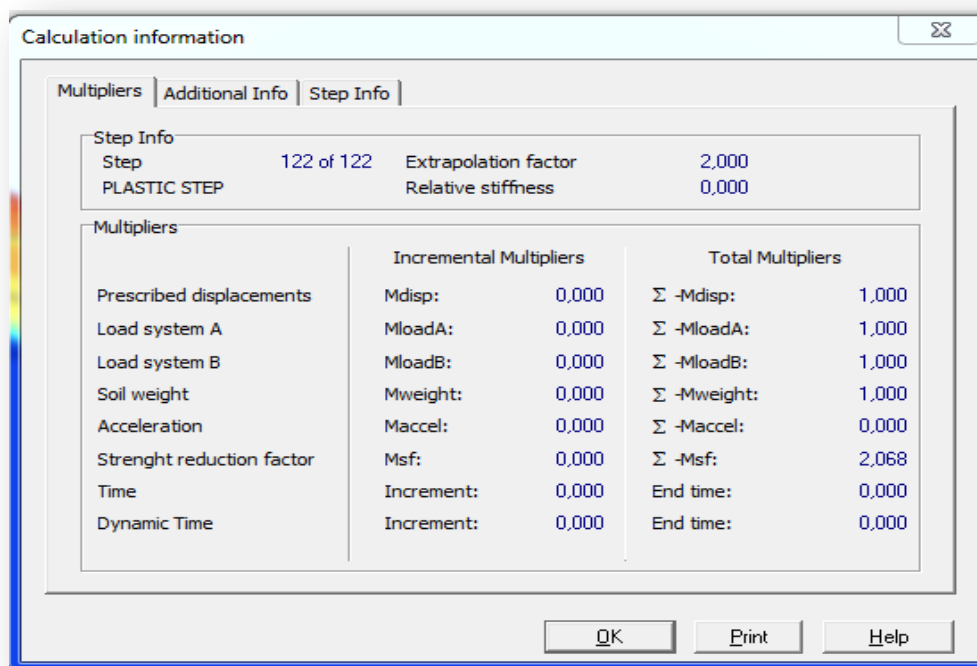 Calculation information
Multipliers Additional Info Step Info
Step Info
Step 122 of 122 Extrapolation factor 2,000
PLASTIC STEP Relative stiffness 0,000
Multipliers
Incremental Multipliers Total Multipliers
Prescribed displacements Mdisp: 0,000 Σ -Mdisp: 1,000
Load system A MloadA: 0,000 Σ -MloadA: 1,000
Load system B MloadB: 0,000 Σ -MloadB: 1,000
Soil weight Mweight: 0,000 Σ -Mweight: 1,000
Acceleration Maccel: 0,000 Σ -Maccel: 0,000
Strenght reduction factor Msf: 0,000 Σ -Msf: 2,068
Time Increment: 0,000 End time: 0,000
Dynamic Time Increment: 0,000 End time: 0,000
OK Print Help